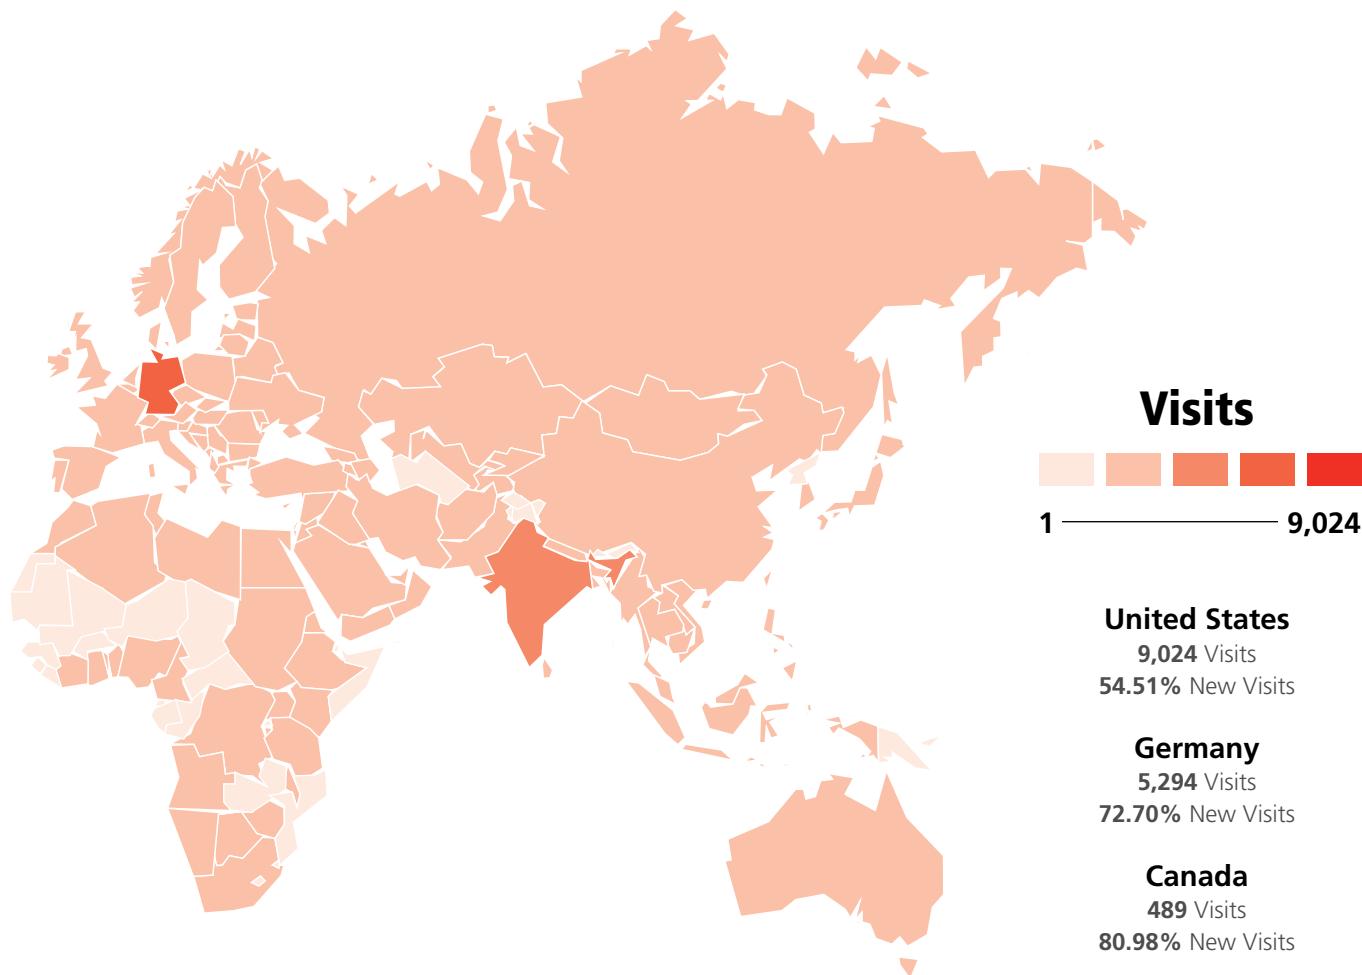 Visits
1 9,024
United States
9,024 Visits
54.51% New Visits
Germany
5,294 Visits
72.70% New Visits
Canada
489 Visits
80.98% New Visits